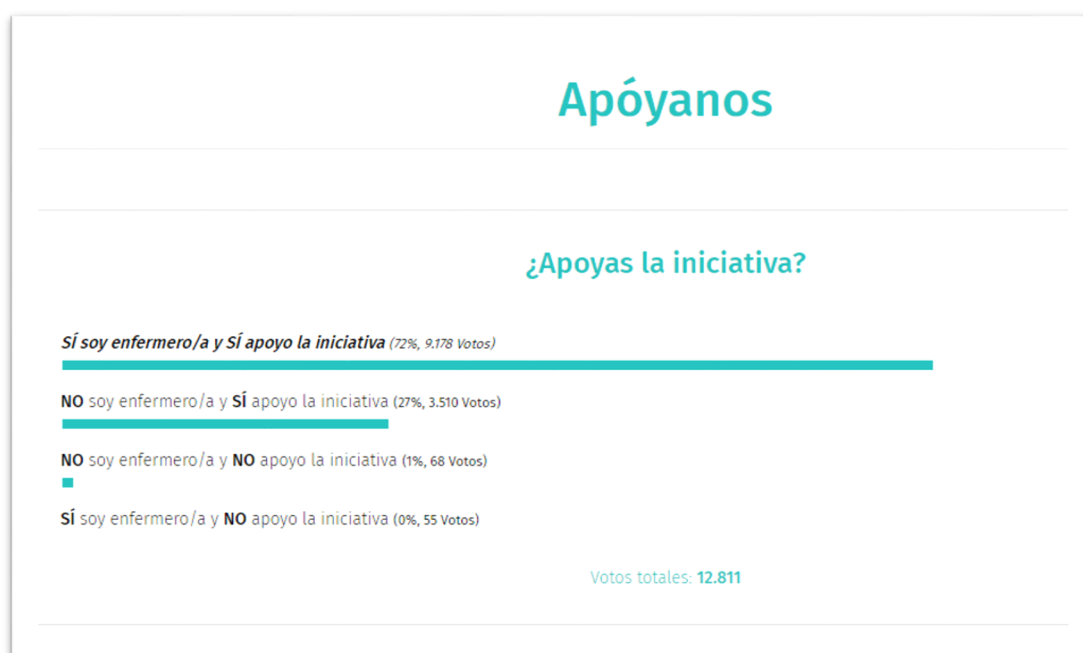 Apóyanos
¿Apoyas la iniciativa?
SÍ soy enfermero/a y SÍ apoyo la iniciativa (72%, 9.178 Votos)
NO soy enfermero/a y SÍ apoyo la iniciativa (27%, 3.510 Votos)
NO soy enfermero/a y NO apoyo la iniciativa (1%, 68 Votos)
SÍ soy enfermero/a y NO apoyo la iniciativa (0%, 55 Votos)
Votos totales: 12.811